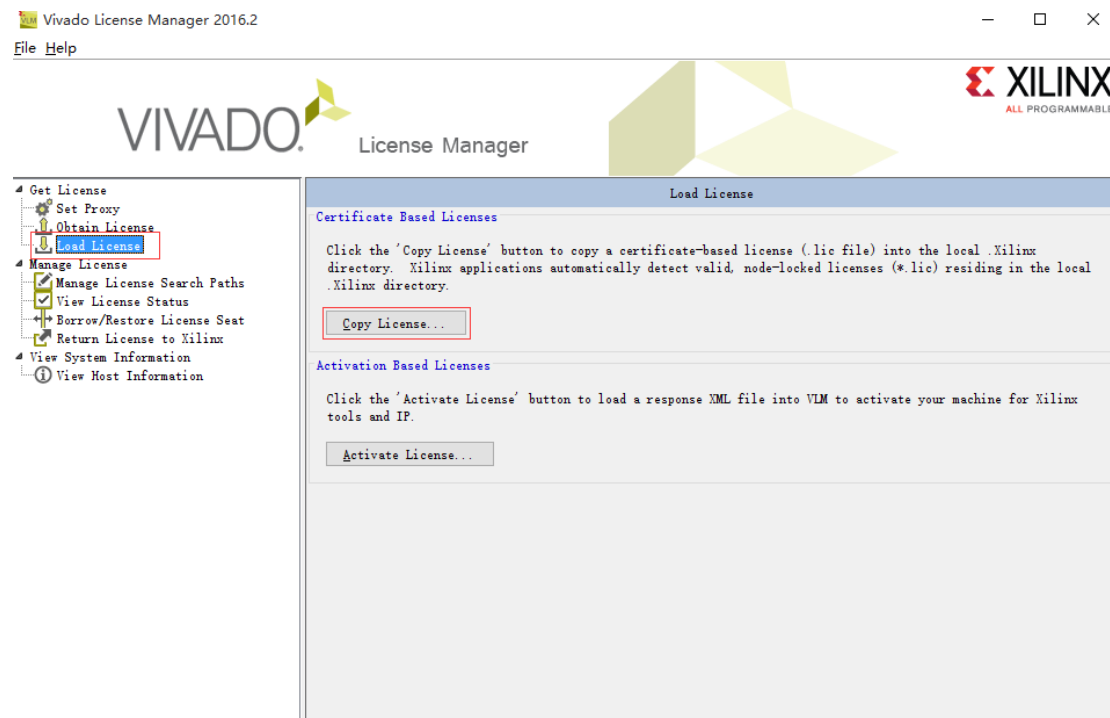 Vivado License Manager 2016.2
File Help
VIVADO.
License Manager
XILINX
ALL PROGRAMMABLE
Get License
Set Proxy
Obtain License
Load License
Manage License
Manage License Search Paths
View License Status
Borrow/Restore License Seat
Return License to Xilinx
View System Information
View Host Information
Load License
Certificate Based Licenses
Click the 'Copy License' button to copy a certificate-based license (.lic file) into the local .Xilinx
directory. Xilinx applications automatically detect valid, node-locked licenses (*.lic) residing in the local
.Xilinx directory.
Copy License...
Activation Based Licenses
Click the 'Activate License' button to load a response XML file into VLM to activate your machine for Xilinx
tools and IP.
Activate License...